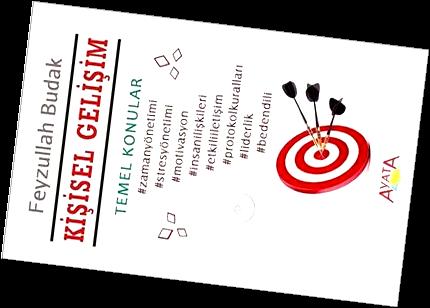 Feyzullah Budak
KİŞİSEL GELİŞİM
TEMEL KONULAR
#zamanyönetimi
#stresyönetimi
#motivasyon
#insanilişkileri
#etkiliiletişim
#protokolkuralları
#liderlik
#bedendili
AYATA